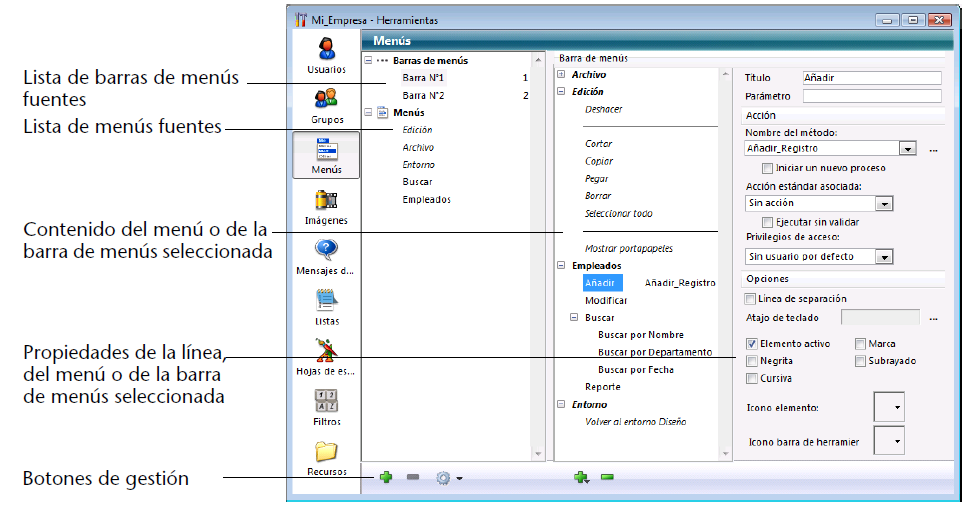 Lista de barras de menús
fuentes
Lista de menús fuentes
Contenido del menú o de la
barra de menús seleccionada
Propiedades de la línea,
del menú o de la barra
de menús seleccionada
Botones de gestión
Mi_Empresa - Herramientas
Usuarios
Grupos
Menús
Imágenes
Mensajes d...
Listas
Hojas de es...
Filtros
Recursos
Menús
Barras de menús
Barra N°1 1
Barra N°2 2
Menús
Edición
Archivo
Entorno
Buscar
Empleados
Barra de menús
Archivo
Edición
Deshacer
Cortar
Copiar
Pegar
Borrar
Seleccionar todo
Mostrar portapapeles
Empleados
Añadir Añadir_Registro
Modificar
Buscar
Buscar por Nombre
Buscar por Departamento
Buscar por Fecha
Reporte
Entorno
Volver al entorno Diseño
Título Añadir
Parámetro
Acción
Nombre del método:
Añadir_Registro ...
Iniciar un nuevo proceso
Acción estándar asociada:
Sin acción
Ejecutar sin validar
Privilegios de acceso:
Sin usuario por defecto
Opciones
Línea de separación
Atajo de teclado ...
Elemento activo Marca
Negrita Subrayado
Cursiva
Icono elemento:
Icono barra de herramier